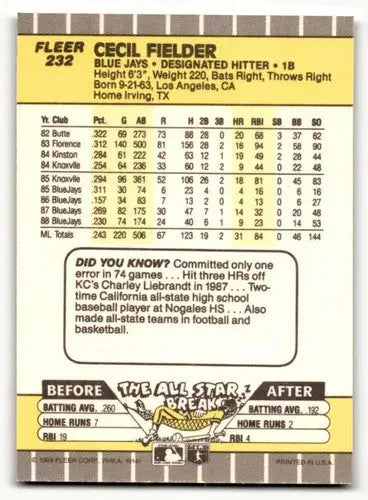 FLEER
232
CECIL FIELDER
BLUE JAYS • DESIGNATED HITTER • 1B
Height 6'3", Weight 220, Bats Right, Throws Right
Born 9-21-63, Los Angeles, CA
Home Irving, TX
Yr. Club Pct. G AB R H 2B 3B HR RBI SB BB SO
82 Butte .322 69 273 73 88 28 0 20 68 3 37 62
83 Florence .312 140 500 81 156 28 2 16 94 2 58 90
84 Kinston .284 61 222 42 63 12 1 19 49 2 28 44
84 Knoxvlle .254 64 236 33 60 12 2 9 44 0 22 48
85 Knoxvlle .294 96 361 52 106 26 2 18 81 0 45 83
85 BlueJays .311 30 74 6 23 4 0 4 16 0 6 16
86 BlueJays .157 34 83 7 13 2 0 4 13 0 6 27
87 BlueJays .269 82 175 30 47 7 1 14 32 0 20 48
88 BlueJays .230 74 174 24 40 6 1 9 23 0 14 53
ML Totals .243 220 506 67 123 19 2 31 84 0 46 144
DID YOU KNOW? Committed only
one error in 74 games . . . Hit three HRs off
KC's Charley Liebrandt in 1987 . . . Two-
time California all-state high school
baseball player at Nogales HS . . . Also
made all-state teams in football and
basketball.
BEFORE THE ALL STAR BREAK AFTER
BATTING AVG. .260 BATTING AVG. .192
HOME RUNS 7 HOME RUNS 2
RBI 19 RBI 4
© 1989 FLEER CORP., PHILA. 19141 PRINTED IN U.S.A.